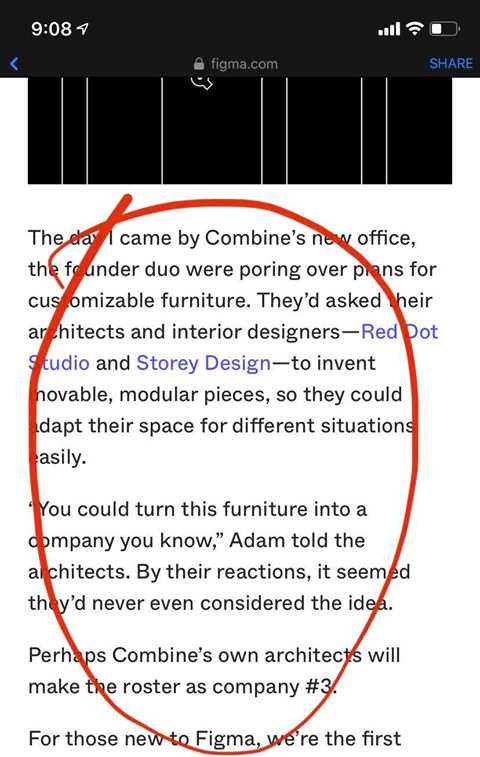 9:08
figma.com
SHARE
The day I came by Combine's new office,
the founder duo were poring over plans for
customizable furniture. They'd asked their
architects and interior designers—Red Dot
Studio and Storey Design—to invent
movable, modular pieces, so they could
adapt their space for different situations
easily.
"You could turn this furniture into a
company you know," Adam told the
architects. By their reactions, it seemed
they'd never even considered the idea.
Perhaps Combine's own architects will
make the roster as company #3.
For those new to Figma, we're the first